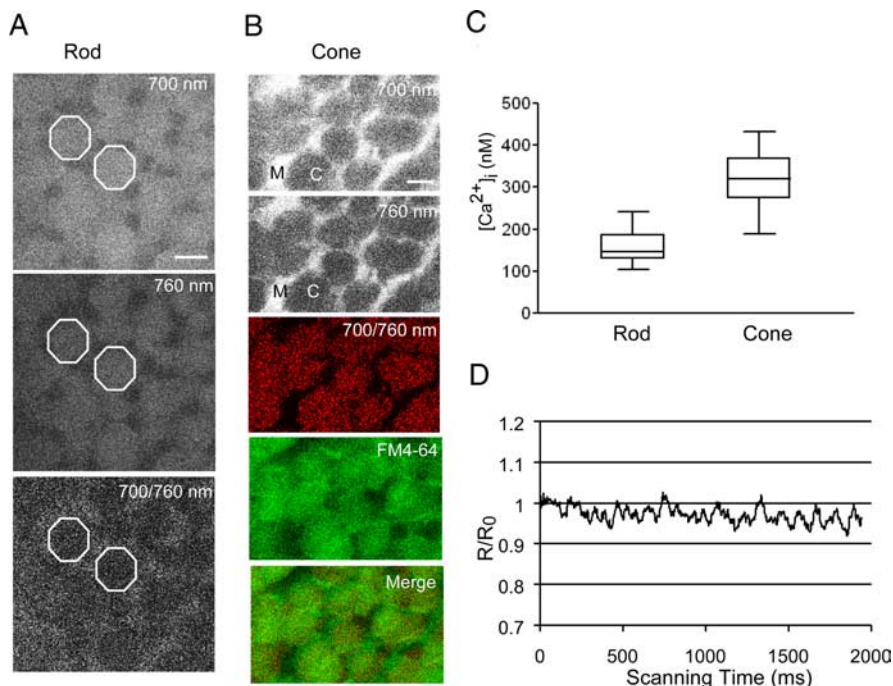 A
Rod
700 nm
760 nm
700/760 nm
B
Cone
700 nm
M
C
760 nm
M
C
700/760 nm
FM4-64
Merge
C
[Ca2+]i (nM)
500
400
300
200
100
0
Rod
Cone
D
R/R0
1.2
1.1
1
0.9
0.8
0.7
0
500
1000
1500
2000
Scanning Time (ms)